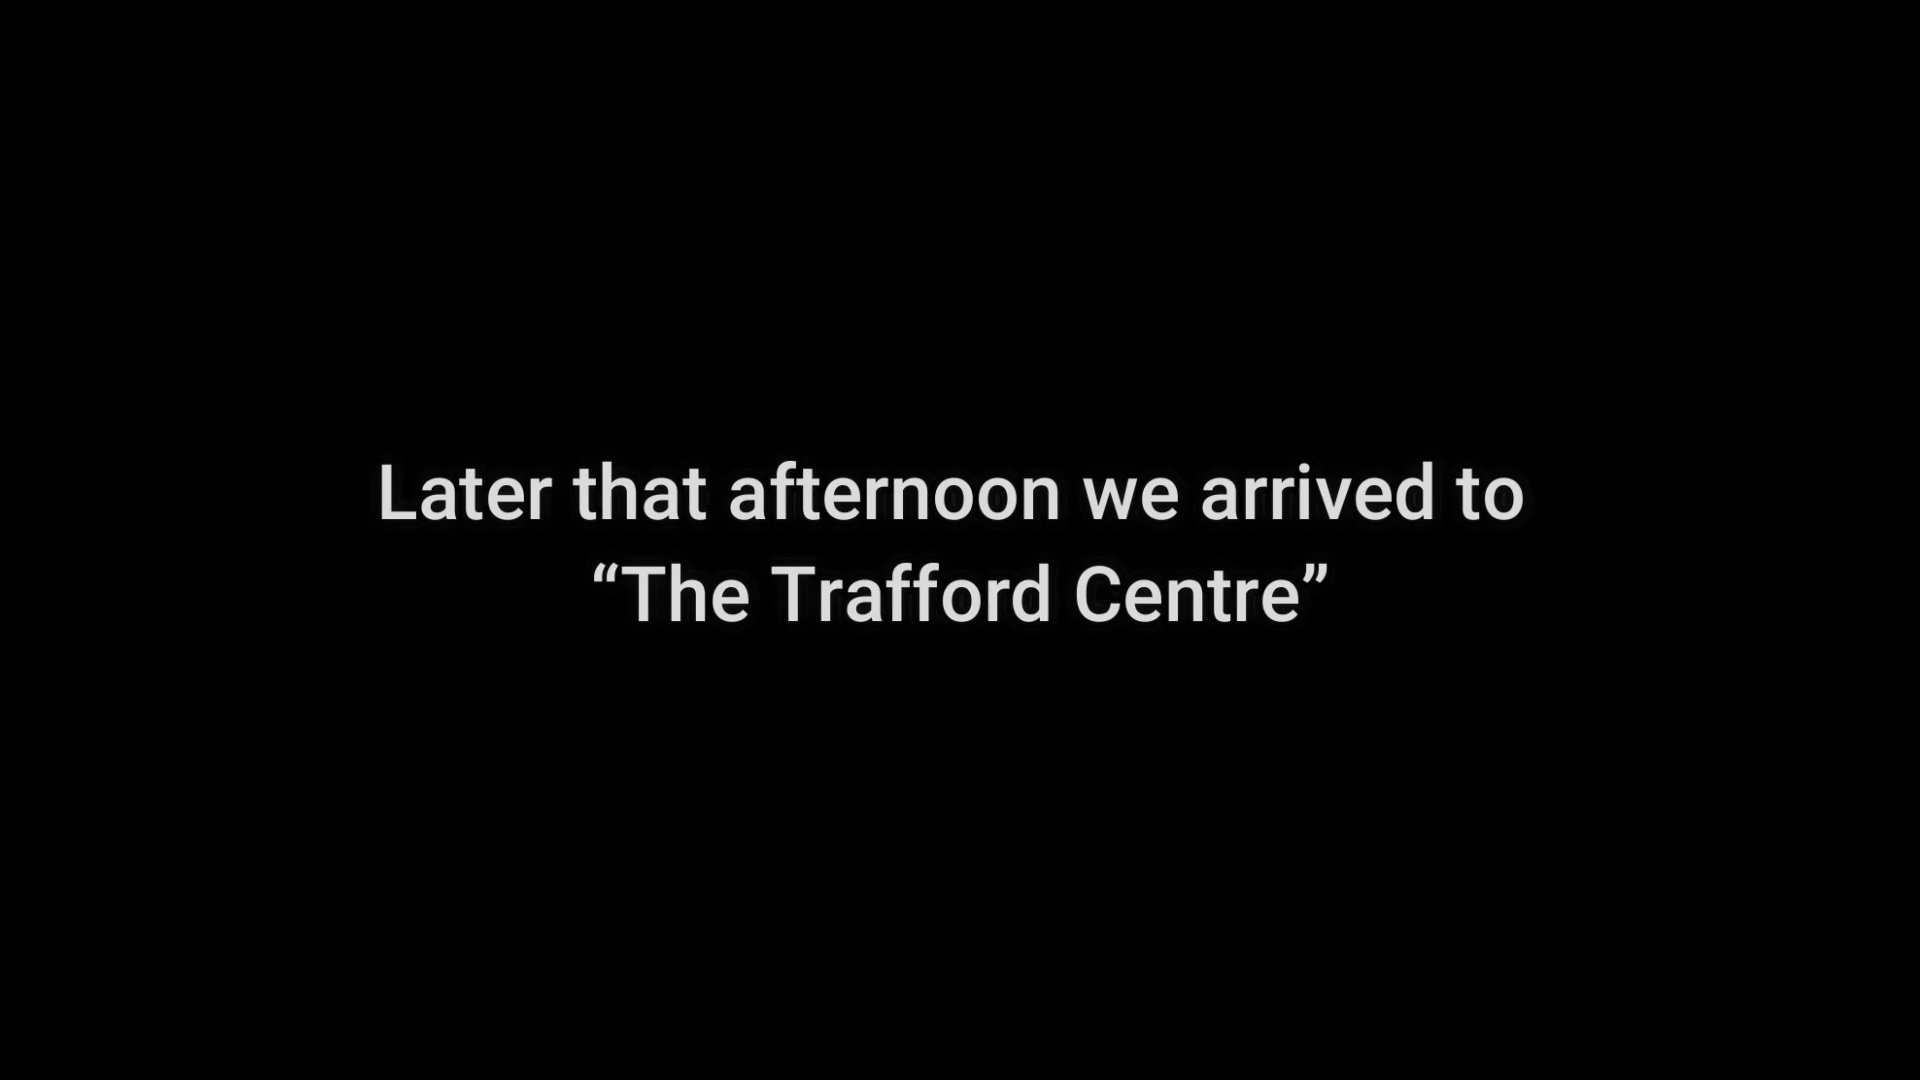 Later that afternoon we arrived to
“The Trafford Centre”